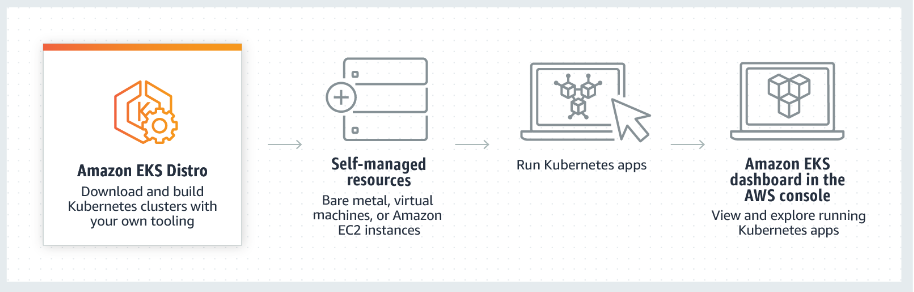 Amazon EKS Distro
Download and build
Kubernetes clusters with
your own tooling
Self-managed
resources
Bare metal, virtual
machines, or Amazon
EC2 instances
Run Kubernetes apps
Amazon EKS
dashboard in the
AWS console
View and explore running
Kubernetes apps